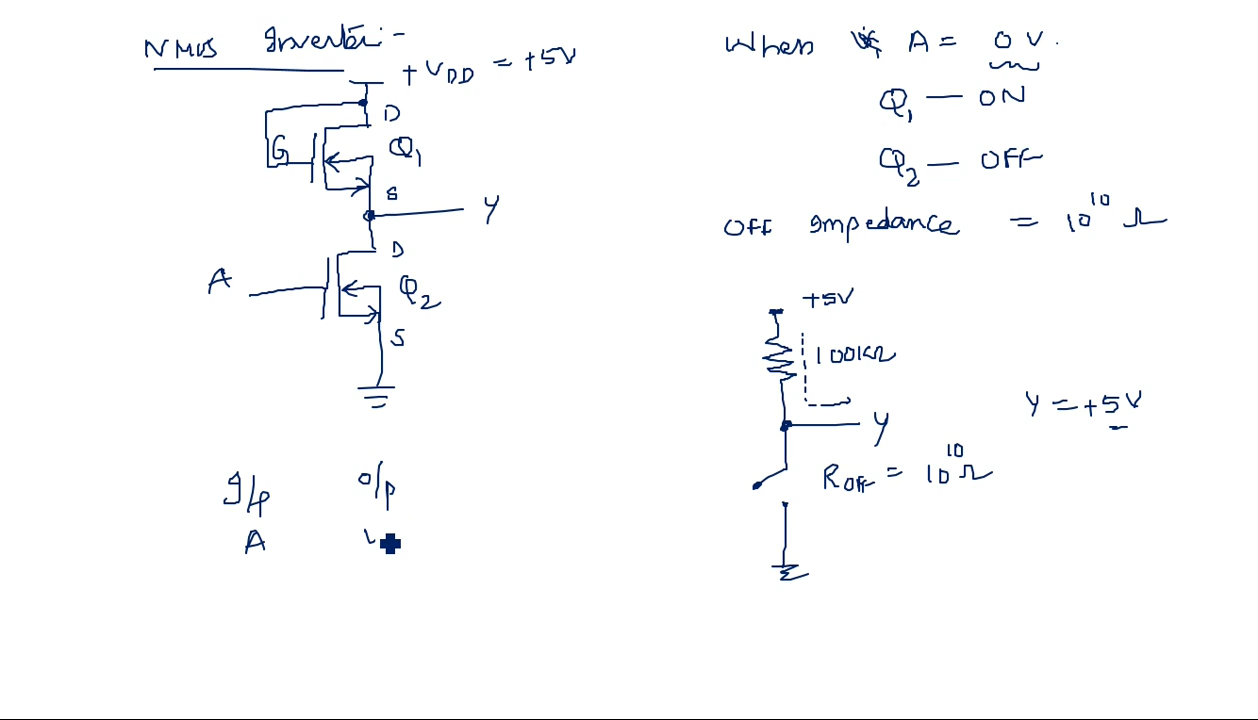 NMOS Inverter:-
+VDD = +5V
D
G
Q1
S
Y
D
A
Q2
S
I/p O/p
A
When A = 0V.
Q1 — ON
Q2 — OFF
OFF Impedance = 10^10 Ω
+5V
100KΩ
Y
Y = +5V
ROFF = 10^10 Ω